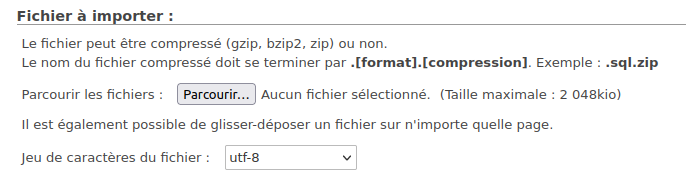 Fichier à importer :
Le fichier peut être compressé (gzip, bzip2, zip) ou non.
Le nom du fichier compressé doit se terminer par .[format].[compression]. Exemple : .sql.zip
Parcourir les fichiers : Parcourir... Aucun fichier sélectionné. (Taille maximale : 2 048kio)
Il est également possible de glisser-déposer un fichier sur n'importe quelle page.
Jeu de caractères du fichier : utf-8